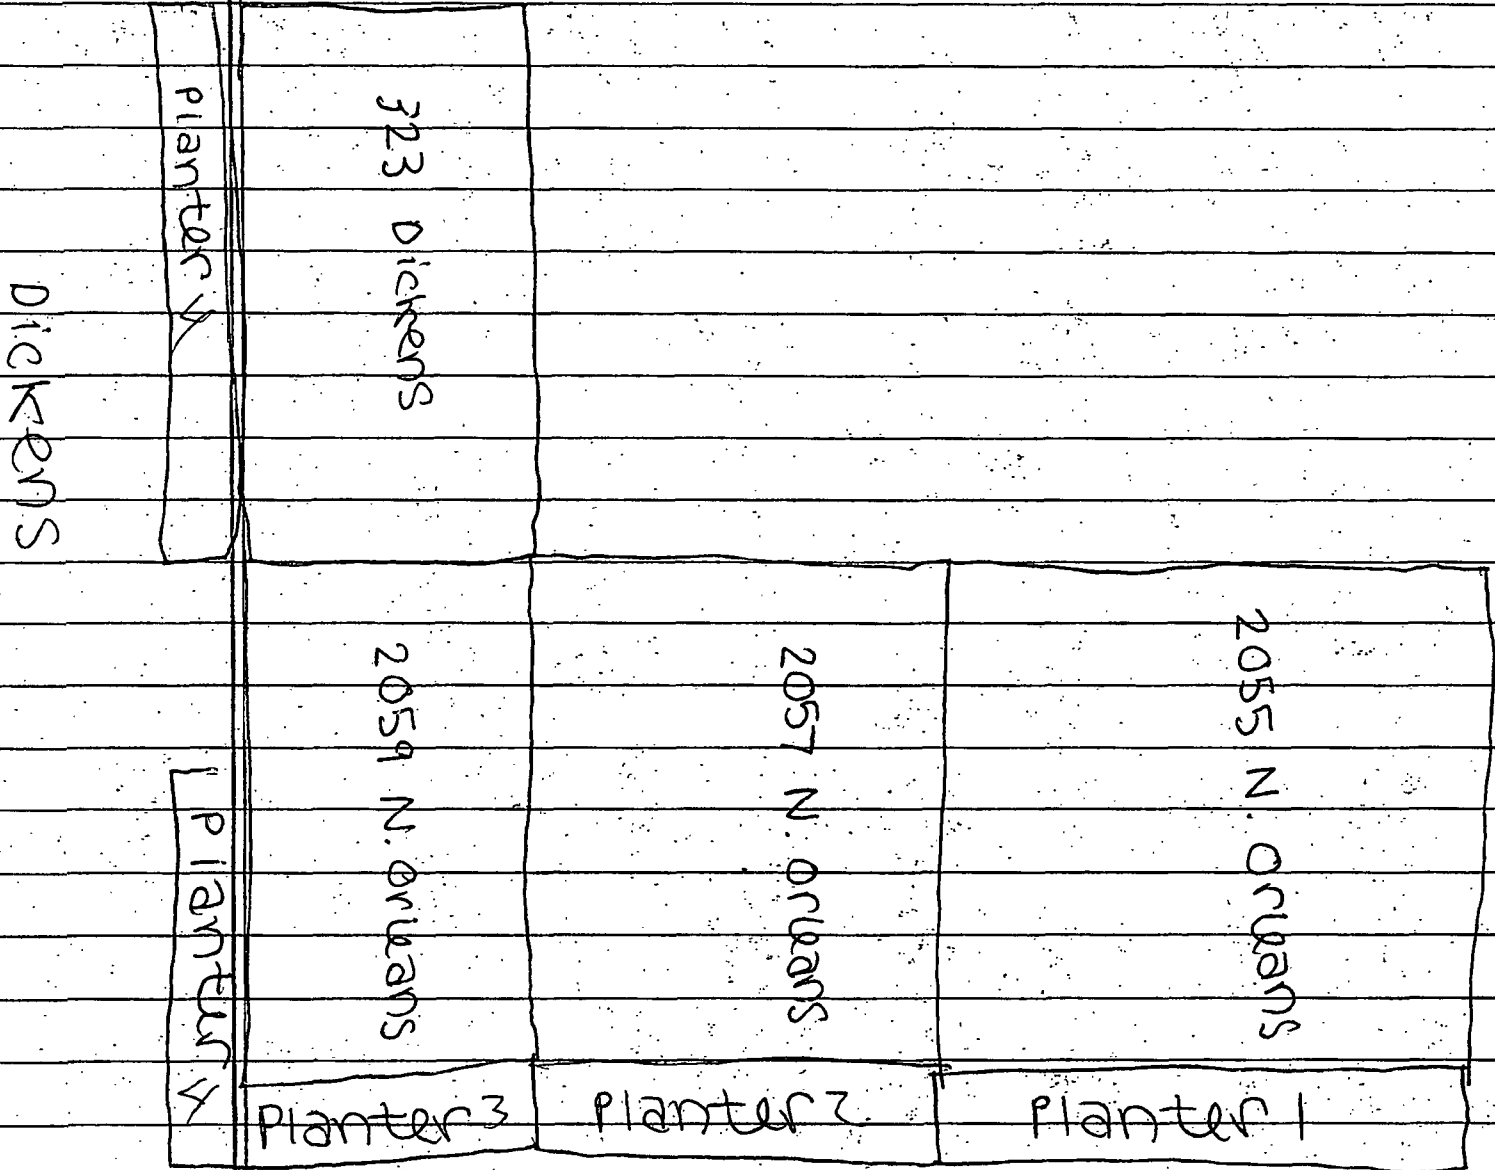 Planter 4
323 Dickens
Dickens
2059 N. Orleans
2057 N. Orleans
2055 N. Orleans
Planter 4
Planter 3
Planter 2
Planter 1